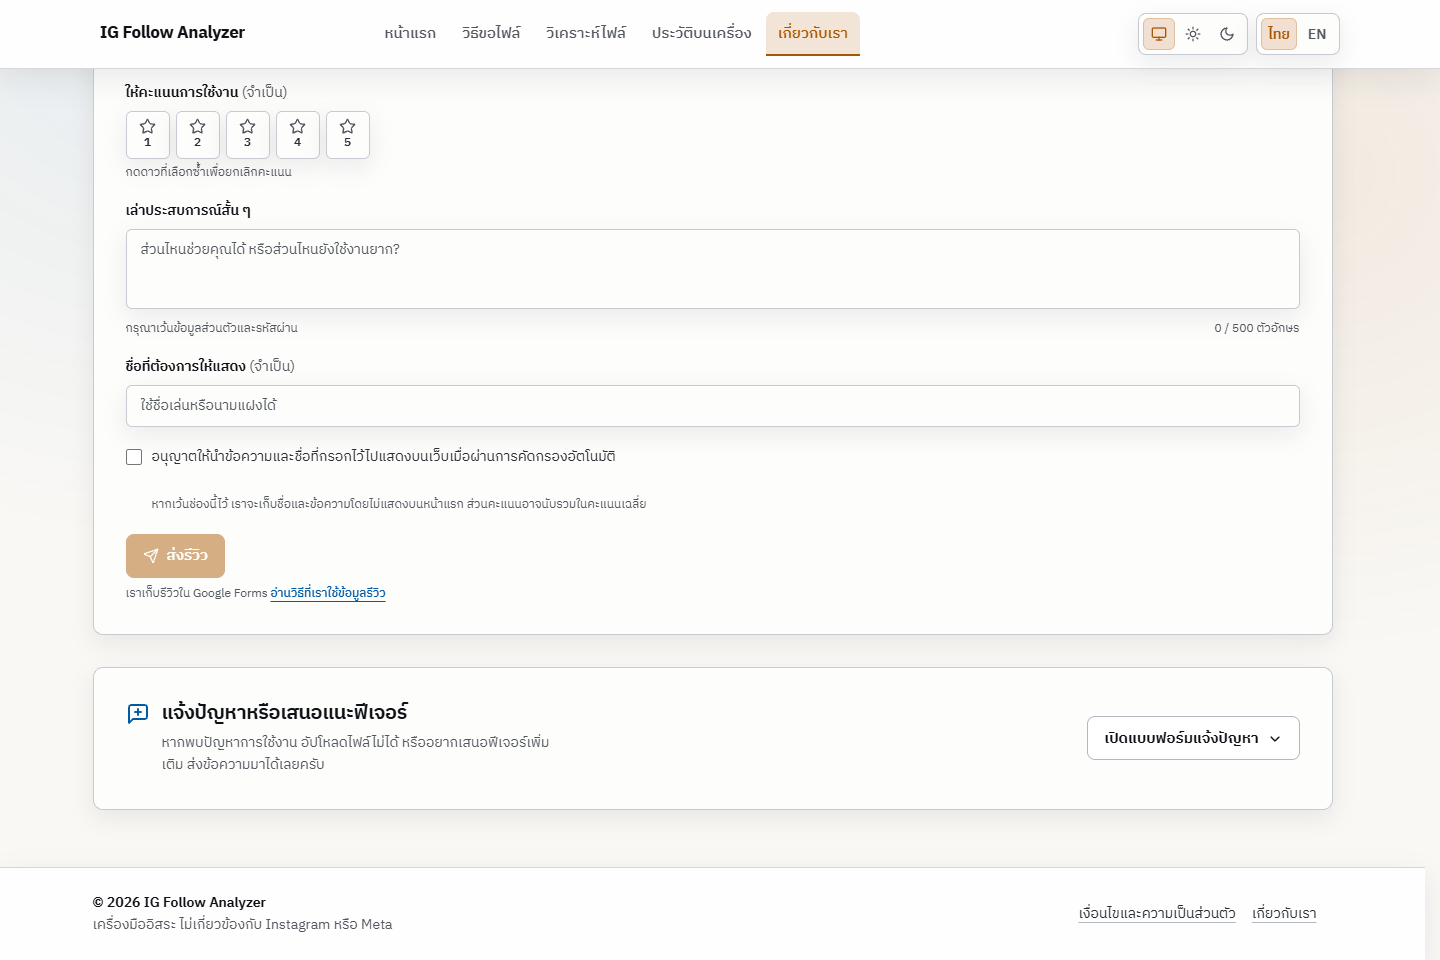 IG Follow Analyzer
หน้าแรก
วิธีขอไฟล์
วิเคราะห์ไฟล์
ประวัติบนเครื่อง
เกี่ยวกับเรา
ไทย
EN
ให้คะแนนการใช้งาน (จำเป็น)
1 2 3 4 5
กดดาวที่เลือกซ้ำเพื่อยกเลิกคะแนน
เล่าประสบการณ์สั้น ๆ
ส่วนไหนช่วยคุณได้ หรือส่วนไหนยังใช้งานยาก?
กรุณาเว้นข้อมูลส่วนตัวและรหัสผ่าน
0 / 500 ตัวอักษร
ชื่อที่ต้องการให้แสดง (จำเป็น)
ใช้ชื่อเล่นหรือนามแฝงได้
อนุญาตให้นำข้อความและชื่อที่กรอกไว้ไปแสดงบนเว็บเมื่อผ่านการคัดกรองอัตโนมัติ
หากเว้นช่องนี้ไว้ เราจะเก็บชื่อและข้อความโดยไม่แสดงบนหน้าแรก ส่วนคะแนนอาจนับรวมในคะแนนเฉลี่ย
ส่งรีวิว
เราเก็บรีวิวใน Google Forms อ่านวิธีที่เราใช้ข้อมูลรีวิว
แจ้งปัญหาหรือเสนอแนะฟีเจอร์
หากพบปัญหาการใช้งาน อัปโหลดไฟล์ไม่ได้ หรืออยากเสนอฟีเจอร์เพิ่ม
เติม ส่งข้อความมาได้เลยครับ
เปิดแบบฟอร์มแจ้งปัญหา
© 2026 IG Follow Analyzer
เครื่องมืออิสระ ไม่เกี่ยวข้องกับ Instagram หรือ Meta
เงื่อนไขและความเป็นส่วนตัว
เกี่ยวกับเรา